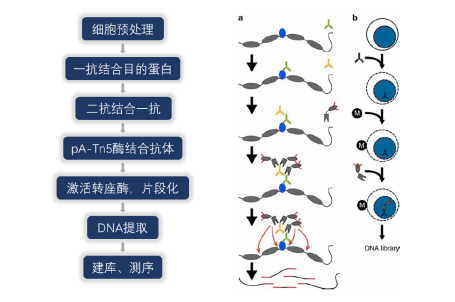 细胞预处理
一抗结合目的蛋白
二抗结合一抗
pA-Tn5酶结合抗体
激活转座酶，片段化
DNA提取
建库、测序
a
b
M
M
M
DNA library